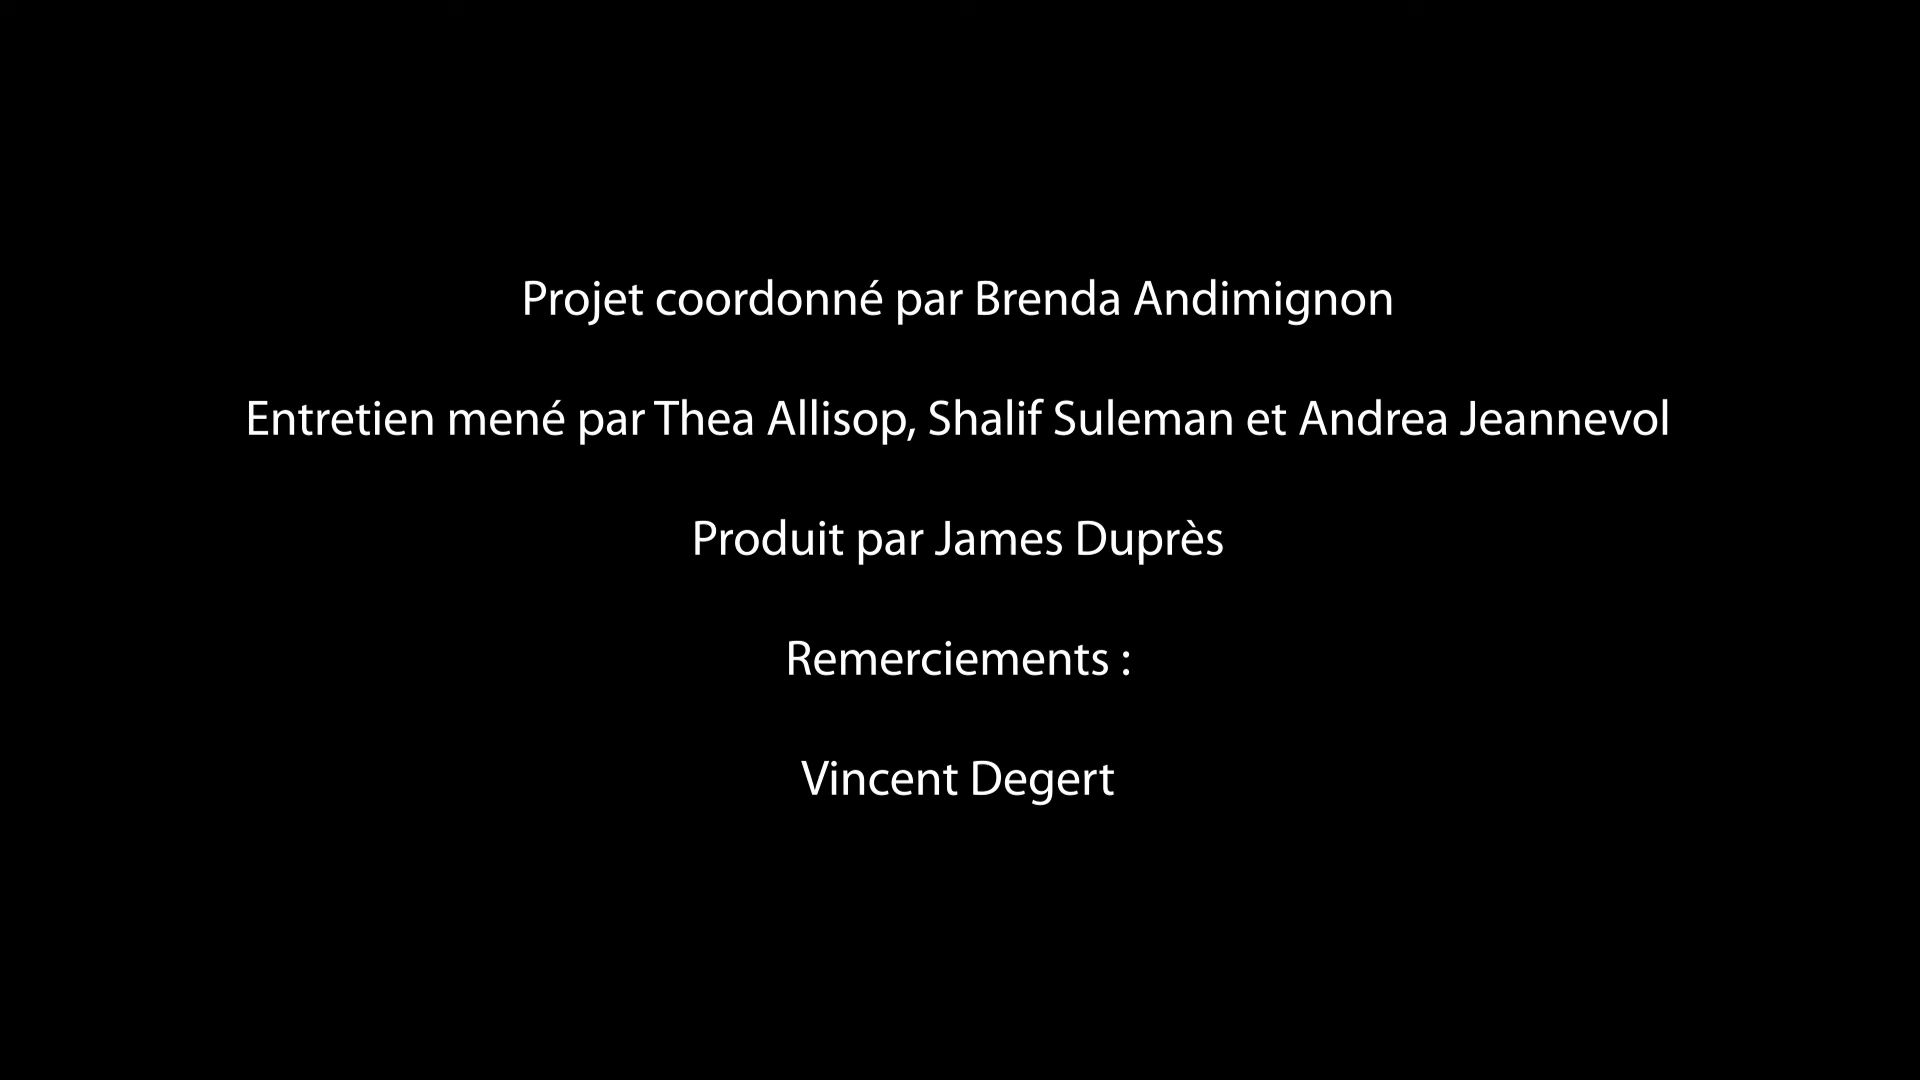 Projet coordonné par Brenda Andimignon
Entretien mené par Thea Allisop, Shalif Suleman et Andrea Jeannevol
Produit par James Duprès
Remerciements :
Vincent Degert